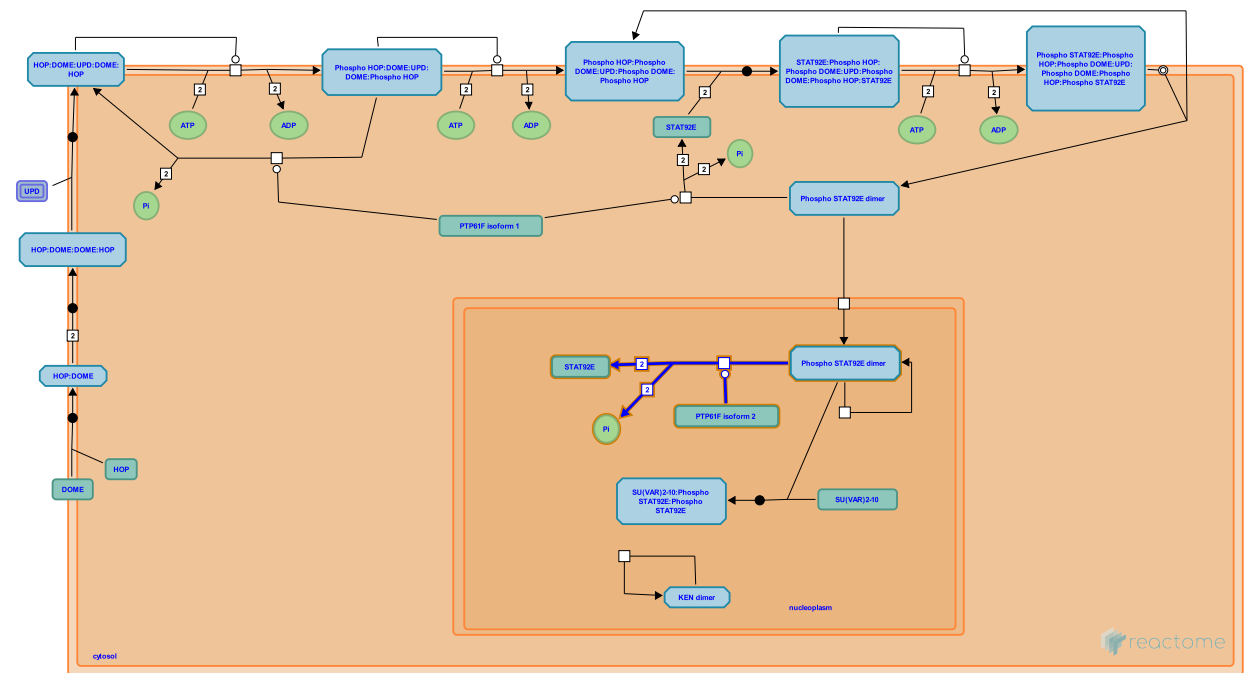 HOP:DOME:UPD:DOME:
HOP
Phospho HOP:DOME:UPD:
DOME:Phospho HOP
Phospho HOP:Phospho
DOME:UPD:Phospho DOME:
Phospho HOP
STAT92E:Phospho HOP:
Phospho DOME:UPD:Phospho
DOME:Phospho HOP:STAT92E
Phospho STAT92E:Phospho
HOP:Phospho DOME:UPD:
Phospho DOME:Phospho
HOP:Phospho STAT92E
2
2
2
2
2
2
2
ATP
ADP
ATP
ADP
STAT92E
ATP
ADP
2
2
Pi
2
Pi
UPD
Phospho STAT92E dimer
PTP61F isoform 1
HOP:DOME:DOME:HOP
2
HOP:DOME
STAT92E
2
Phospho STAT92E dimer
2
PTP61F isoform 2
Pi
HOP
DOME
SU(VAR)2-10:Phospho
STAT92E:Phospho
STAT92E
SU(VAR)2-10
KEN dimer
nucleoplasm
cytosol
reactome